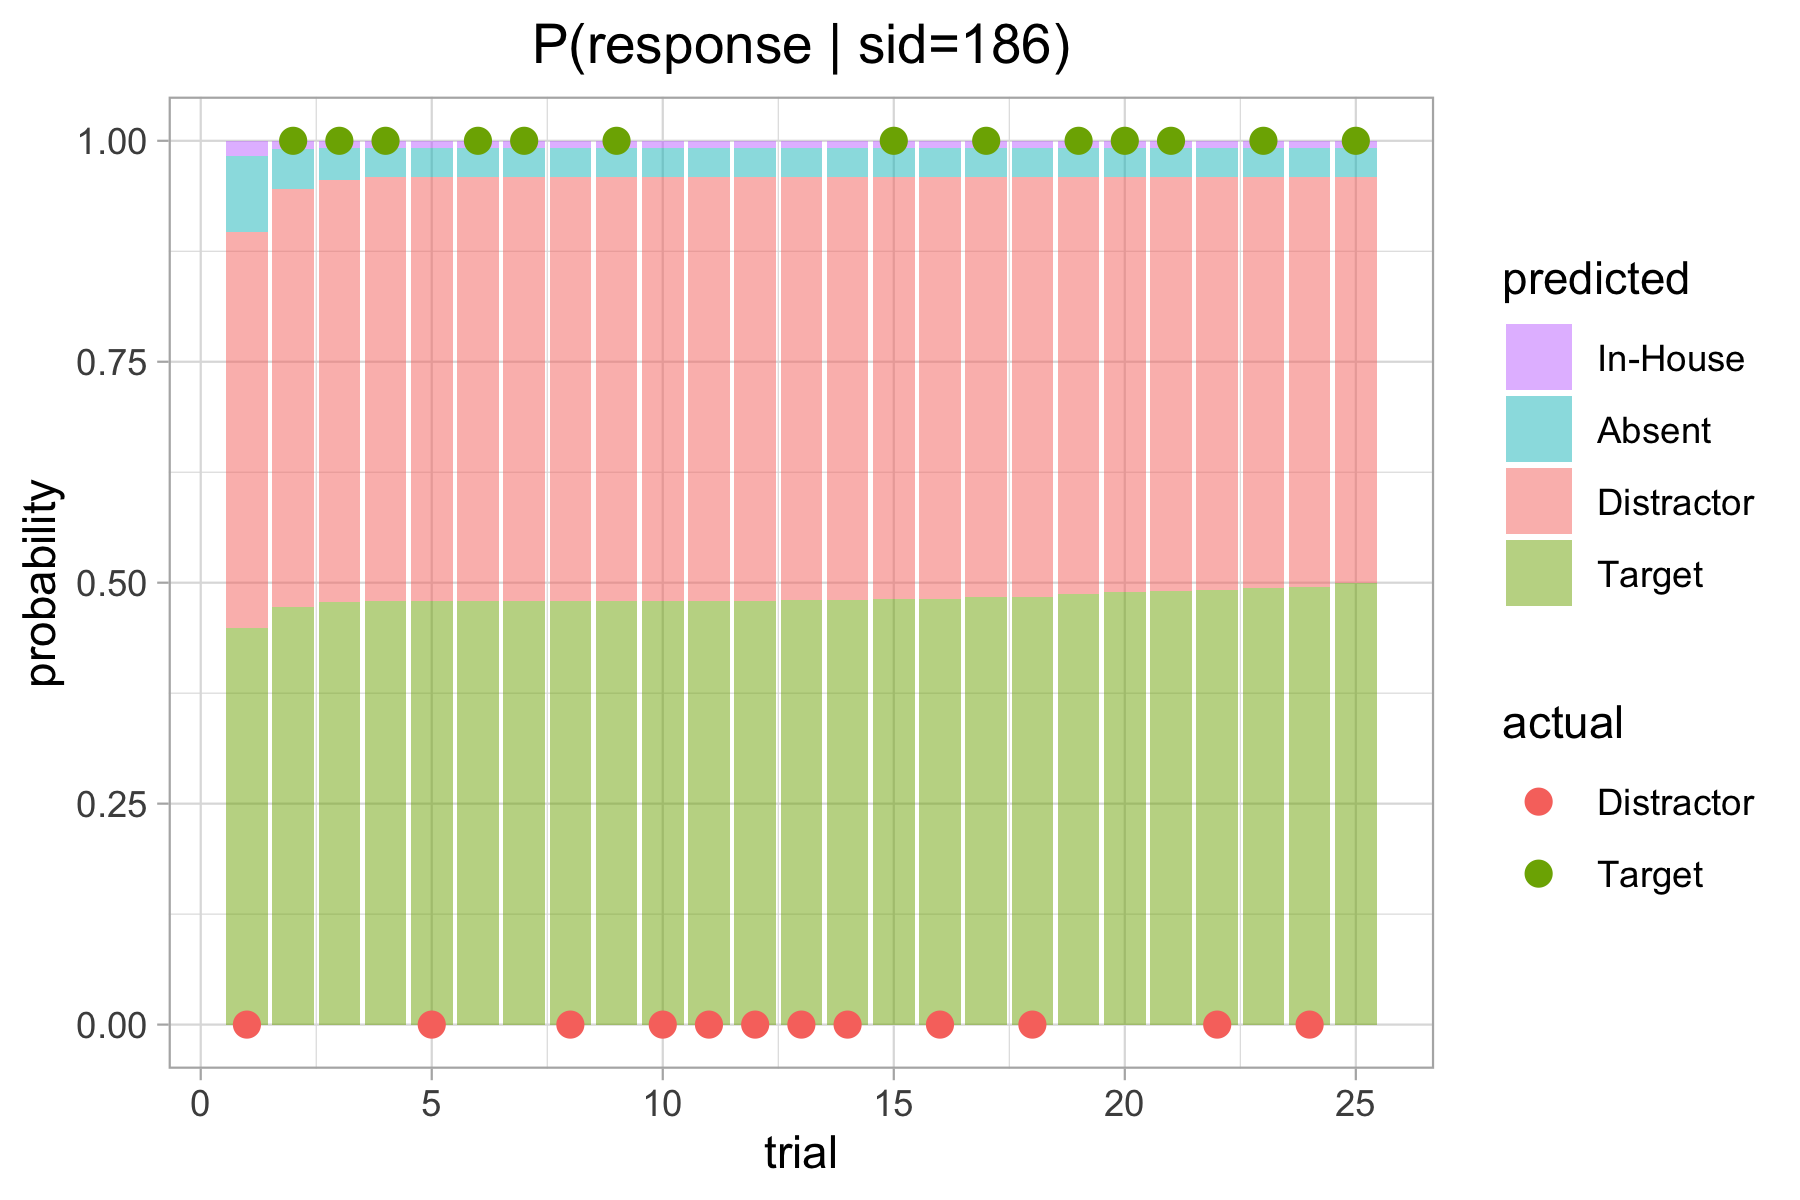 P(response | sid=186)
1.00
0.75
0.50
0.25
0.00
probability
0 5 10 15 20 25
trial
predicted
In-House
Absent
Distractor
Target
actual
Distractor
Target